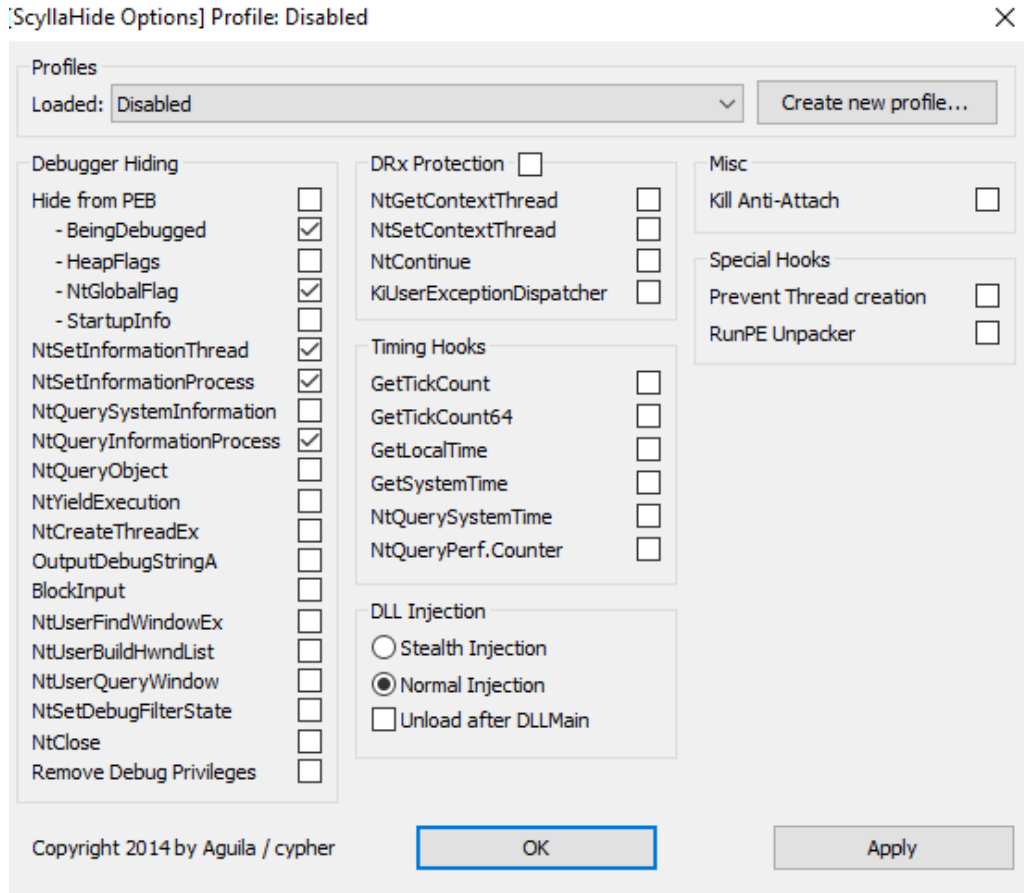 [ScyllaHide Options] Profile: Disabled
Profiles
Loaded: Disabled
Create new profile...
Debugger Hiding
Hide from PEB
- BeingDebugged
- HeapFlags
- NtGlobalFlag
- StartupInfo
NtSetInformationThread
NtSetInformationProcess
NtQuerySystemInformation
NtQueryInformationProcess
NtQueryObject
NtYieldExecution
NtCreateThreadEx
OutputDebugStringA
BlockInput
NtUserFindWindowEx
NtUserBuildHwndList
NtUserQueryWindow
NtSetDebugFilterState
NtClose
Remove Debug Privileges
DRx Protection
NtGetContextThread
NtSetContextThread
NtContinue
KiUserExceptionDispatcher
Timing Hooks
GetTickCount
GetTickCount64
GetLocalTime
GetSystemTime
NtQuerySystemTime
NtQueryPerf.Counter
DLL Injection
Stealth Injection
Normal Injection
Unload after DLLMain
Misc
Kill Anti-Attach
Special Hooks
Prevent Thread creation
RunPE Unpacker
Copyright 2014 by Aguila / cypher
OK
Apply